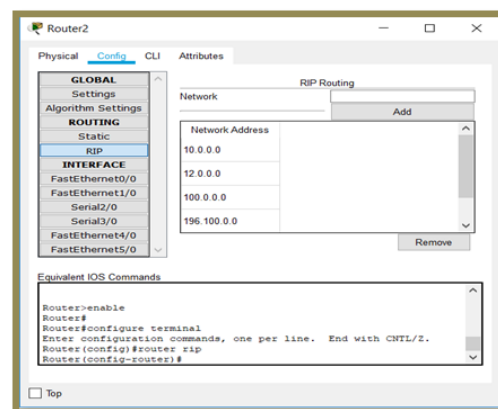 Router2
Physical Config CLI Attributes
GLOBAL
Settings
Algorithm Settings
ROUTING
Static
RIP
INTERFACE
FastEthernet0/0
FastEthernet1/0
Serial2/0
Serial3/0
FastEthernet4/0
FastEthernet5/0
RIP Routing
Network
Add
Network Address
10.0.0.0
12.0.0.0
100.0.0.0
196.100.0.0
Remove
Equivalent IOS Commands
Router>enable
Router#
Router#configure terminal
Enter configuration commands, one per line. End with CNTL/Z.
Router(config)#router rip
Router(config-router)#
Top